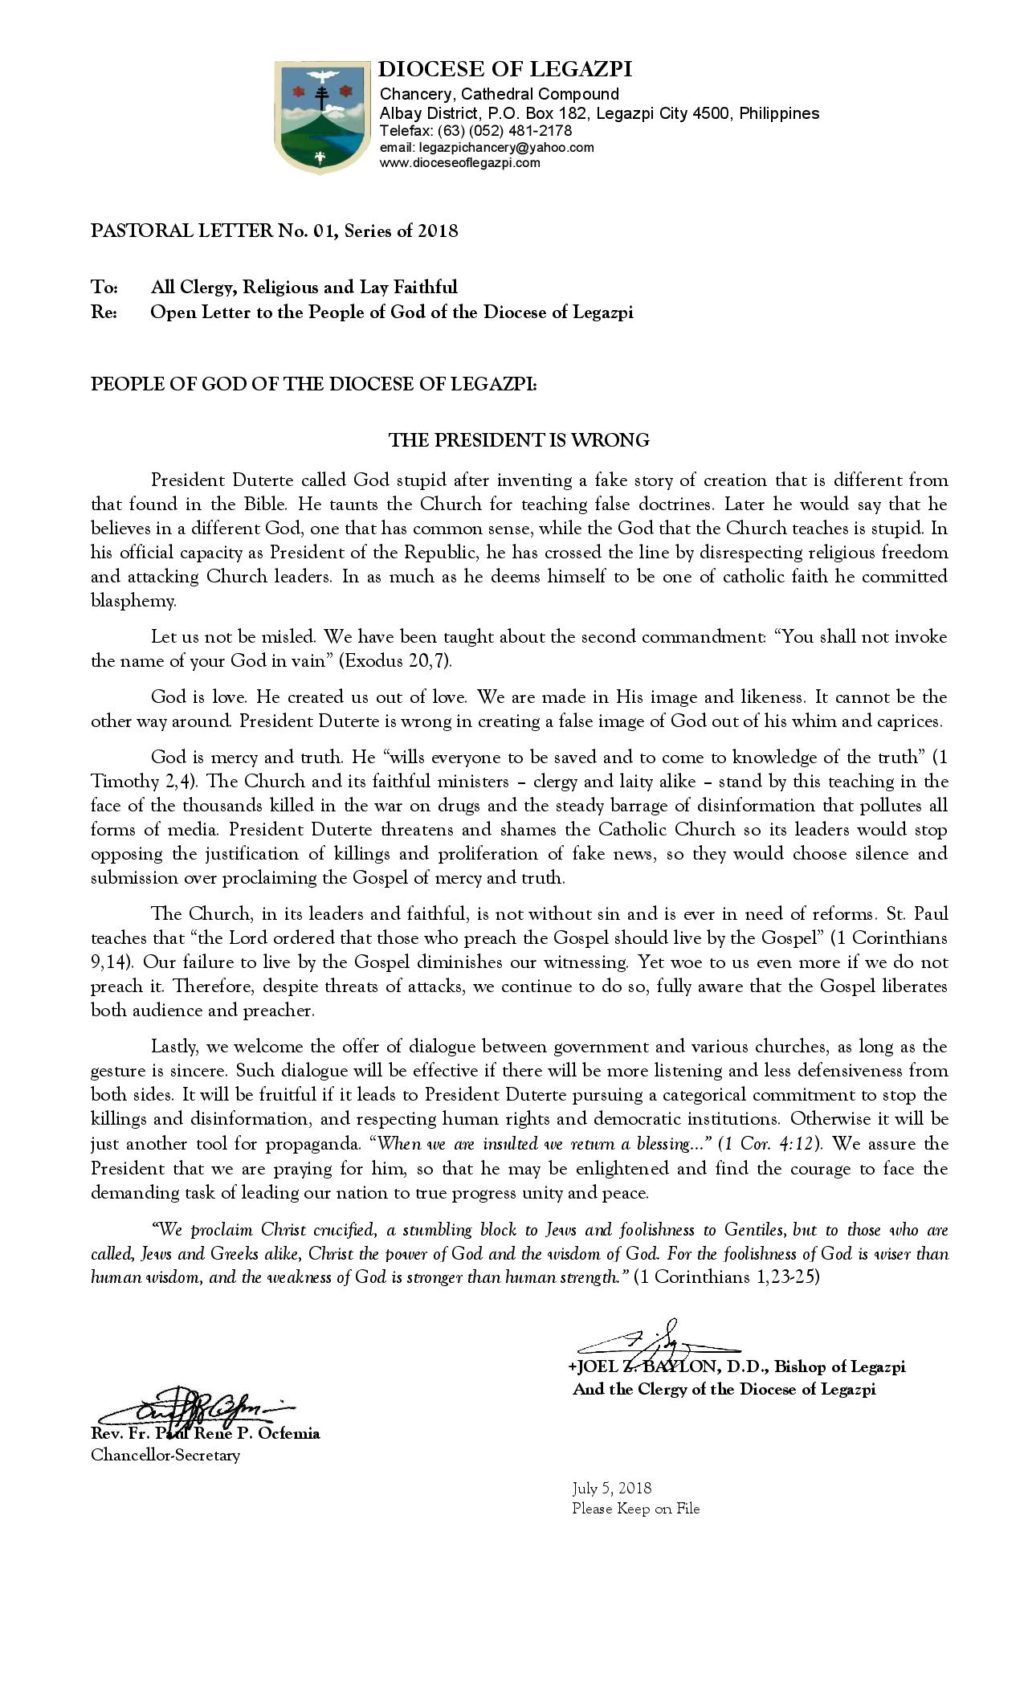 DIOCESE OF LEGAZPI
Chancery, Cathedral Compound
Albay District, P.O. Box 182, Legazpi City 4500, Philippines
Telefax: (63) (052) 481-2178
email: legazpichancery@yahoo.com
www.dioceseoflegazpi.com
PASTORAL LETTER No. 01, Series of 2018
To: All Clergy, Religious and Lay Faithful
Re: Open Letter to the People of God of the Diocese of Legazpi
PEOPLE OF GOD OF THE DIOCESE OF LEGAZPI:
THE PRESIDENT IS WRONG
President Duterte called God stupid after inventing a fake story of creation that is different from
that found in the Bible. He taunts the Church for teaching false doctrines. Later he would say that he
believes in a different God, one that has common sense, while the God that the Church teaches is stupid. In
his official capacity as President of the Republic, he has crossed the line by disrespecting religious freedom
and attacking Church leaders. In as much as he deems himself to be one of catholic faith he committed
blasphemy.
Let us not be misled. We have been taught about the second commandment: “You shall not invoke
the name of your God in vain” (Exodus 20,7).
God is love. He created us out of love. We are made in His image and likeness. It cannot be the
other way around. President Duterte is wrong in creating a false image of God out of his whim and caprices.
God is mercy and truth. He “wills everyone to be saved and to come to knowledge of the truth” (1
Timothy 2,4). The Church and its faithful ministers – clergy and laity alike – stand by this teaching in the
face of the thousands killed in the war on drugs and the steady barrage of disinformation that pollutes all
forms of media. President Duterte threatens and shames the Catholic Church so its leaders would stop
opposing the justification of killings and proliferation of fake news, so they would choose silence and
submission over proclaiming the Gospel of mercy and truth.
The Church, in its leaders and faithful, is not without sin and is ever in need of reforms. St. Paul
teaches that “the Lord ordered that those who preach the Gospel should live by the Gospel” (1 Corinthians
9,14). Our failure to live by the Gospel diminishes our witnessing. Yet woe to us even more if we do not
preach it. Therefore, despite threats of attacks, we continue to do so, fully aware that the Gospel liberates
both audience and preacher.
Lastly, we welcome the offer of dialogue between government and various churches, as long as the
gesture is sincere. Such dialogue will be effective if there will be more listening and less defensiveness from
both sides. It will be fruitful if it leads to President Duterte pursuing a categorical commitment to stop the
killings and disinformation, and respecting human rights and democratic institutions. Otherwise it will be
just another tool for propaganda. “When we are insulted we return a blessing...” (1 Cor. 4:12). We assure the
President that we are praying for him, so that he may be enlightened and find the courage to face the
demanding task of leading our nation to true progress unity and peace.
“We proclaim Christ crucified, a stumbling block to Jews and foolishness to Gentiles, but to those who are
called, Jews and Greeks alike, Christ the power of God and the wisdom of God. For the foolishness of God is wiser than
human wisdom, and the weakness of God is stronger than human strength.” (1 Corinthians 1,23-25)
+JOEL Z. BAYLON, D.D., Bishop of Legazpi
And the Clergy of the Diocese of Legazpi
Rev. Fr. Paul Rene P. Ocfemia
Chancellor-Secretary
July 5, 2018
Please Keep on File